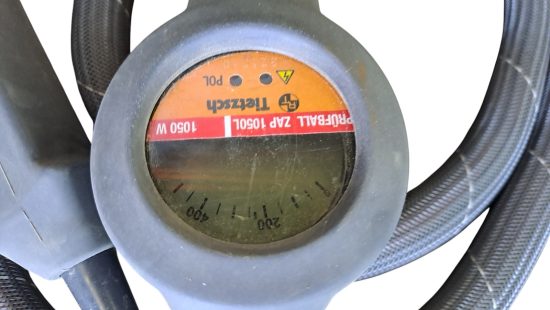 200 400
PRÜFBALL ZAP 1050L 1050 W
Tietzsch
POL